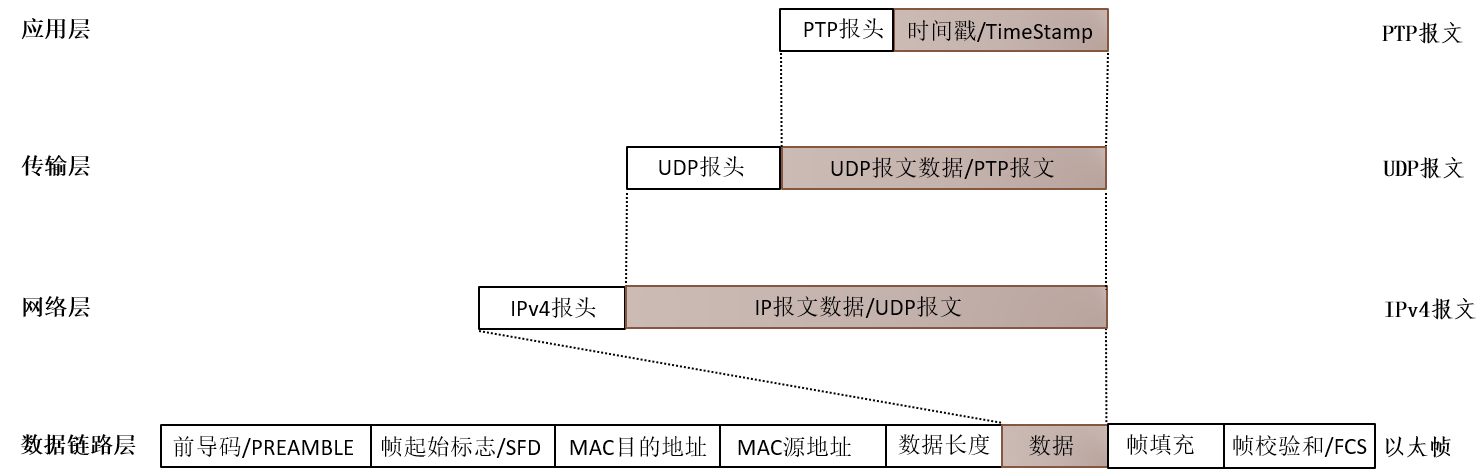 应用层 PTP报头 时间戳/TimeStamp PTP报文
传输层 UDP报头 UDP报文数据/PTP报文 UDP报文
网络层 IPv4报头 IP报文数据/UDP报文 IPv4报文
数据链路层 前导码/PREAMBLE 帧起始标志/SFD MAC目的地址 MAC源地址 数据长度 数据 帧填充 帧校验和/FCS 以太帧